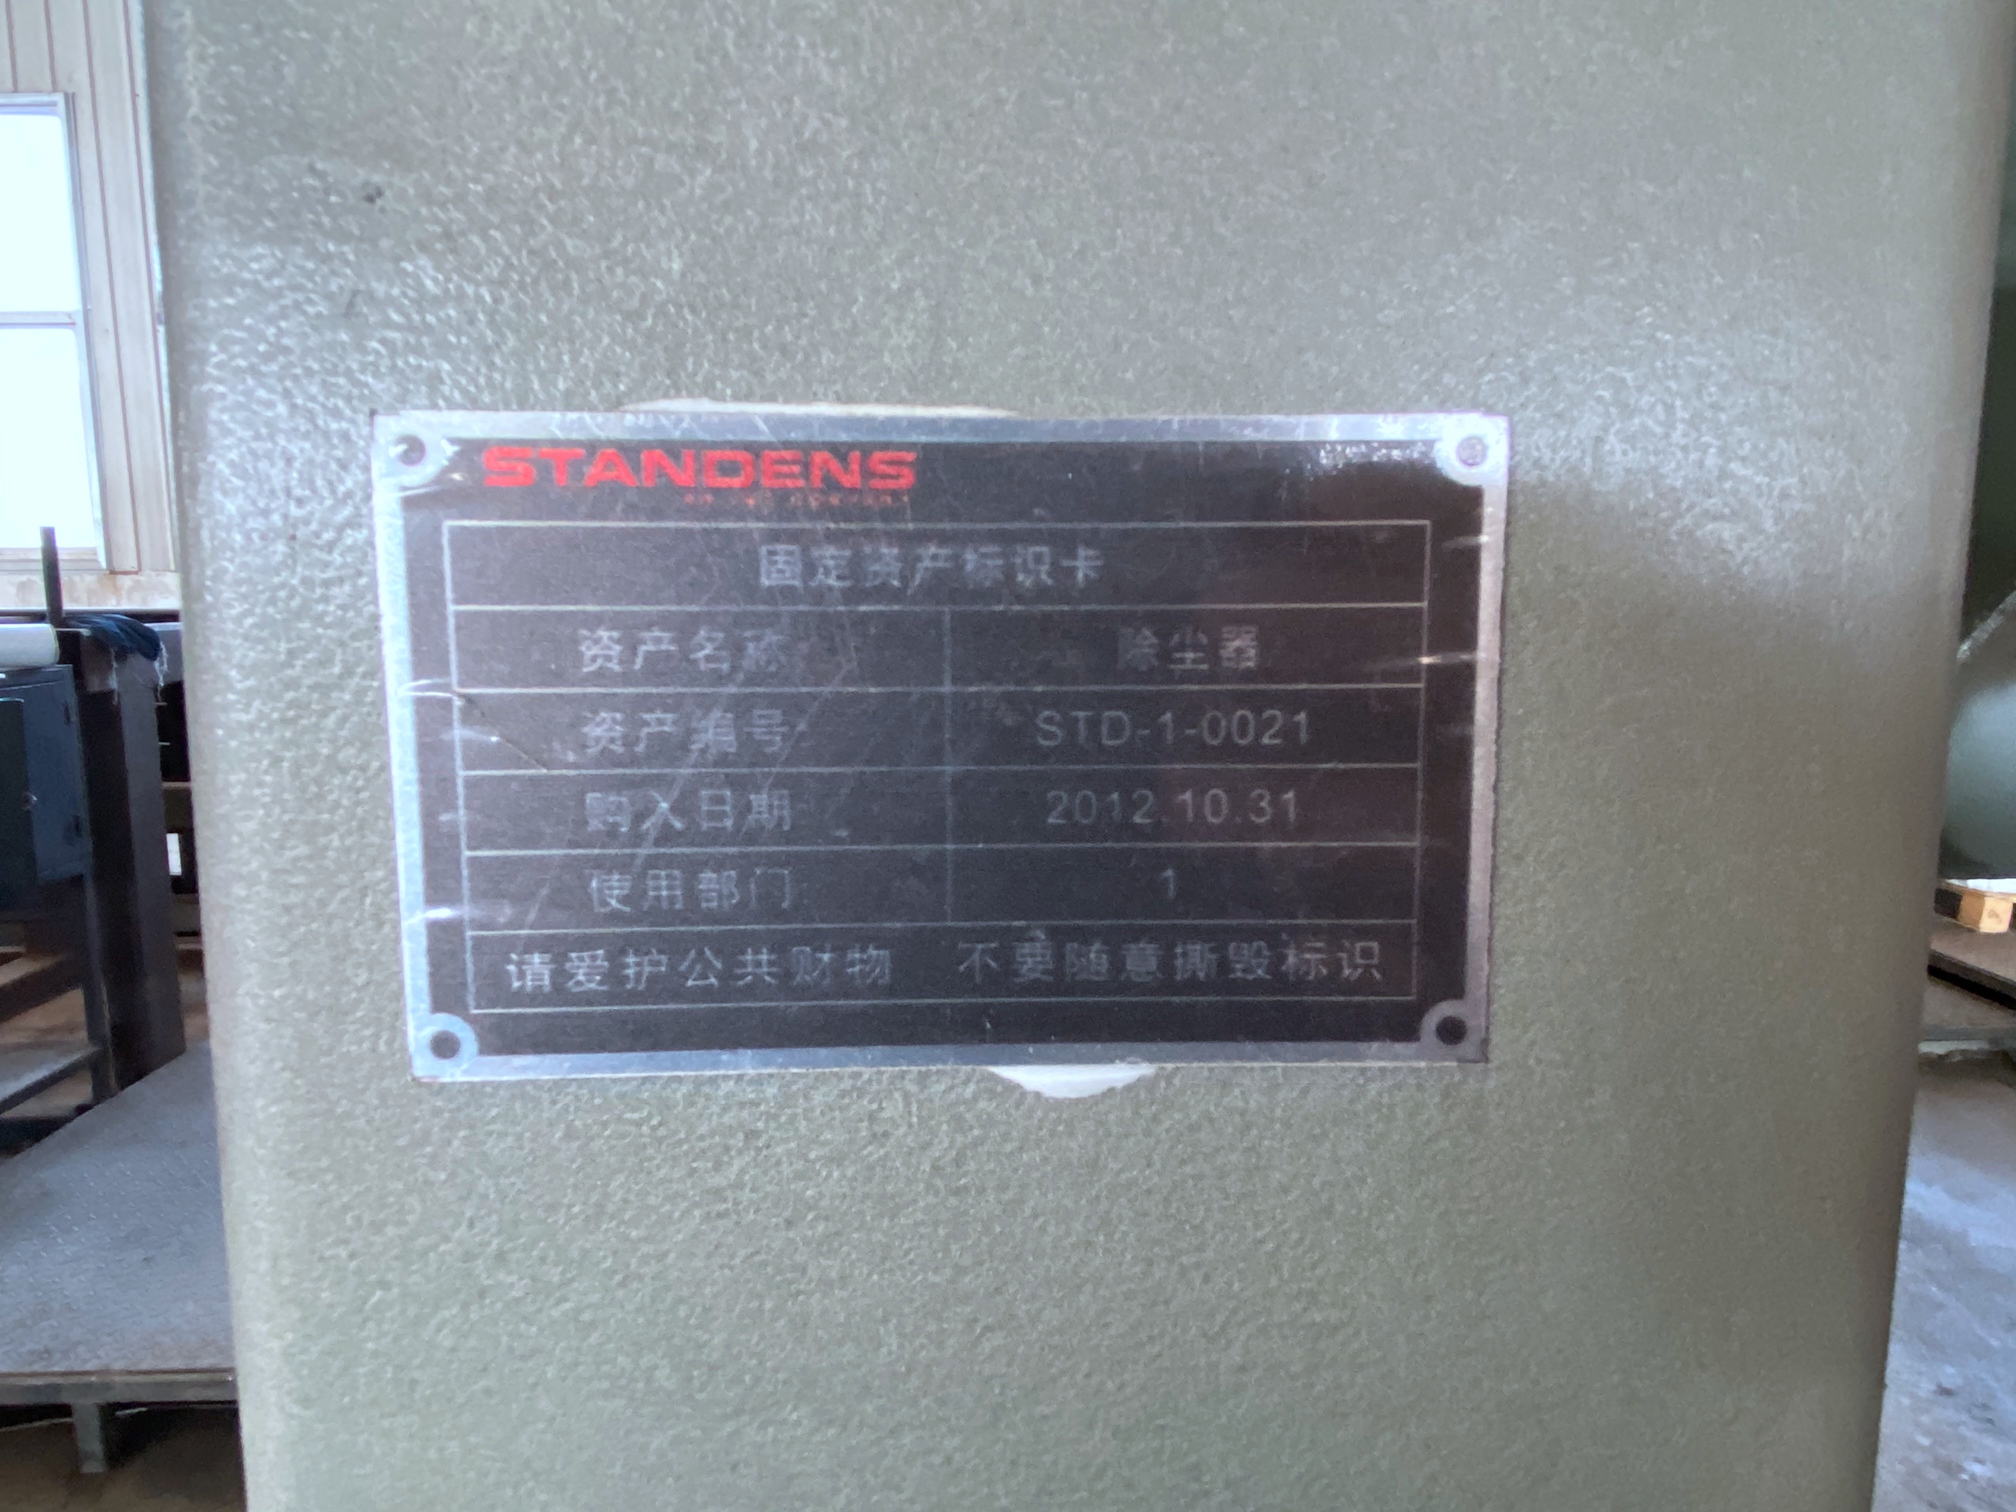 STANDENS
固定资产标识卡
资产名称 除尘器
资产编号 STD-1-0021
购入日期 2012.10.31
使用部门 1
请爱护公共财物 不要随意撕毁标识